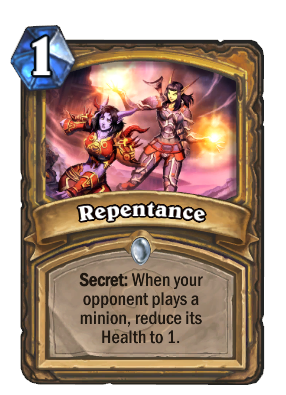 1
Repentance
Secret: When your
opponent plays a
minion, reduce its
Health to 1.